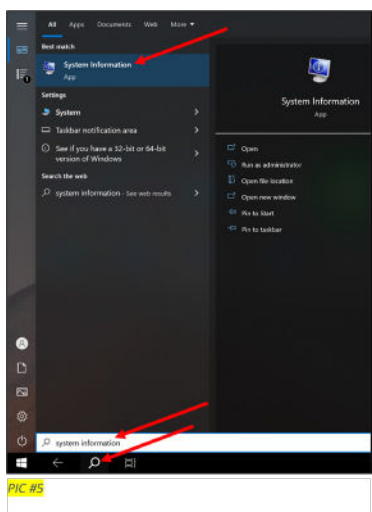 All Apps Documents Web More
Best match
System Information
App
Settings
System
Taskbar notification area
See if you have a 32-bit or 64-bit
version of Windows
Search the web
system information - See web results
System Information
App
Open
Run as administrator
Open file location
Open new window
Pin to Start
Pin to taskbar
system information
PIC #5